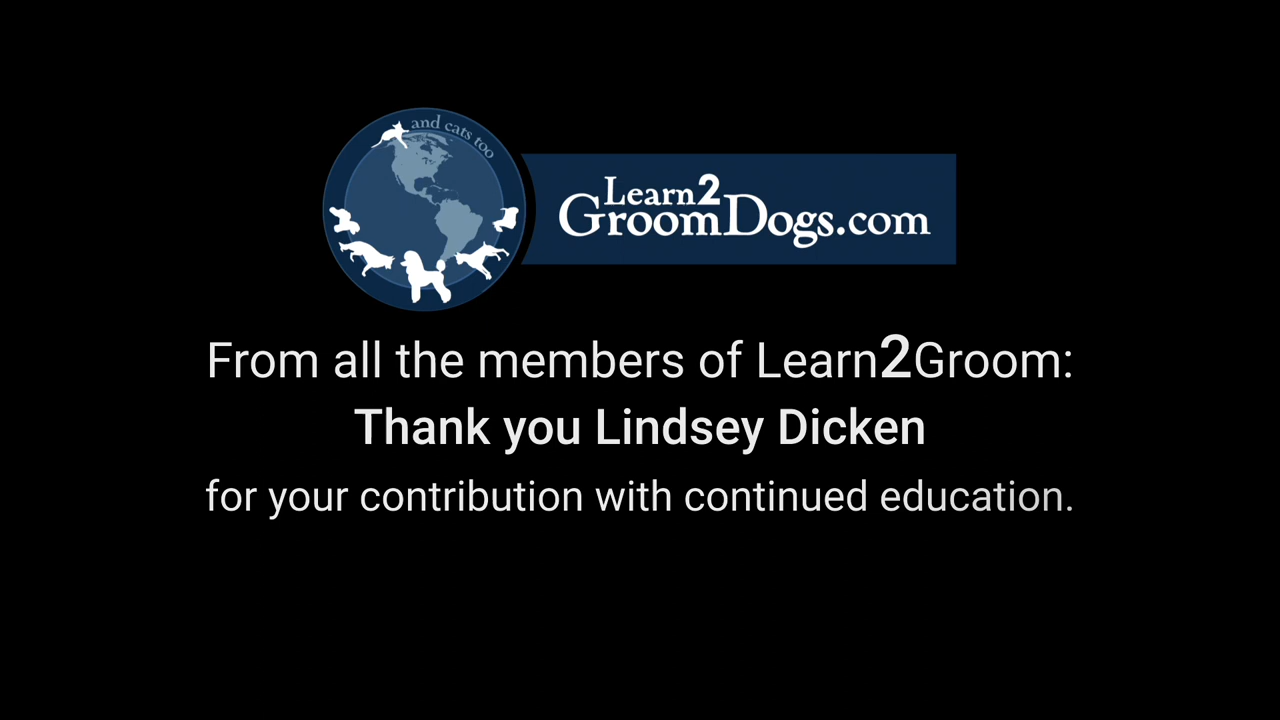 and cats too
Learn2
GroomDogs.com
From all the members of Learn2Groom:
Thank you Lindsey Dicken
for your contribution with continued education.